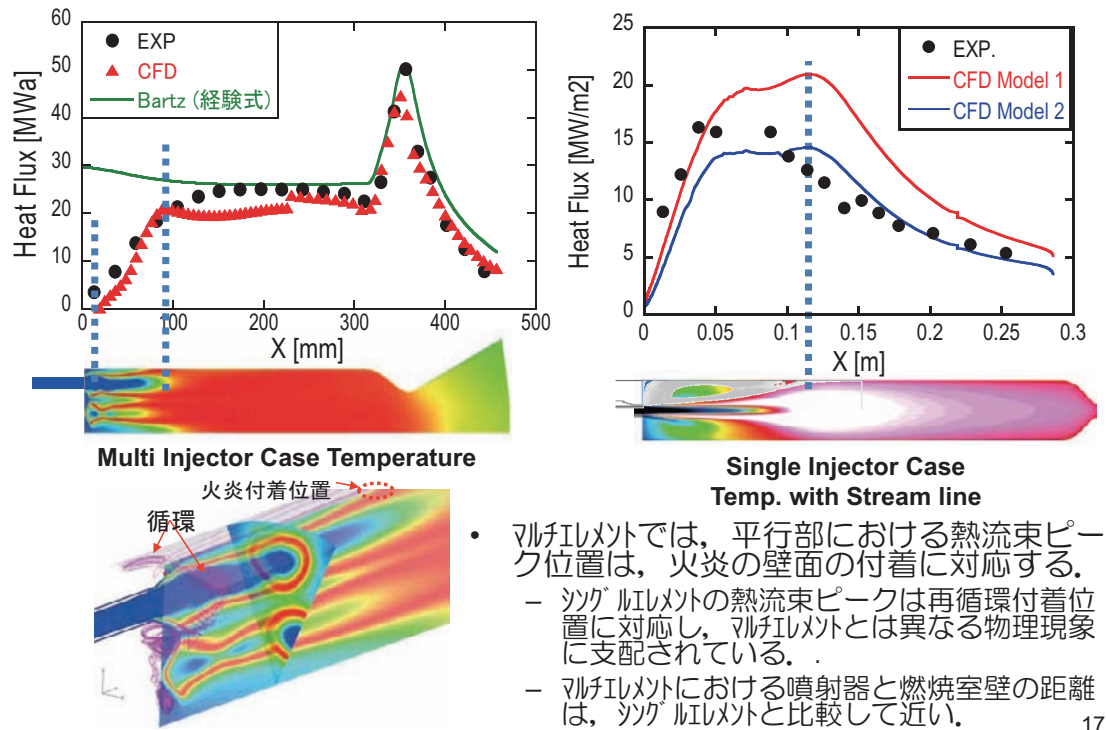 60
50
40
30
20
10
0
Heat Flux [MWa]
EXP
CFD
Bartz (経験式)
0 100 200 300 400 500
X [mm]
25
20
15
10
5
0
Heat Flux [MW/m2]
EXP.
CFD Model 1
CFD Model 2
0 0.05 0.1 0.15 0.2 0.25 0.3
X [m]
Multi Injector Case Temperature
火炎付着位置
循環
Single Injector Case
Temp. with Stream line
• ﾏﾙﾁｴﾚﾒﾝﾄでは，平行部における熱流束ピー
ク位置は，火炎の壁面の付着に対応する．
– ｼﾝｸﾞﾙｴﾚﾒﾝﾄの熱流束ピークは再循環付着位
置に対応し，ﾏﾙﾁｴﾚﾒﾝﾄとは異なる物理現象
に支配されている．.
– ﾏﾙﾁｴﾚﾒﾝﾄにおける噴射器と燃焼室壁の距離
は，ｼﾝｸﾞﾙｴﾚﾒﾝﾄと比較して近い．
17